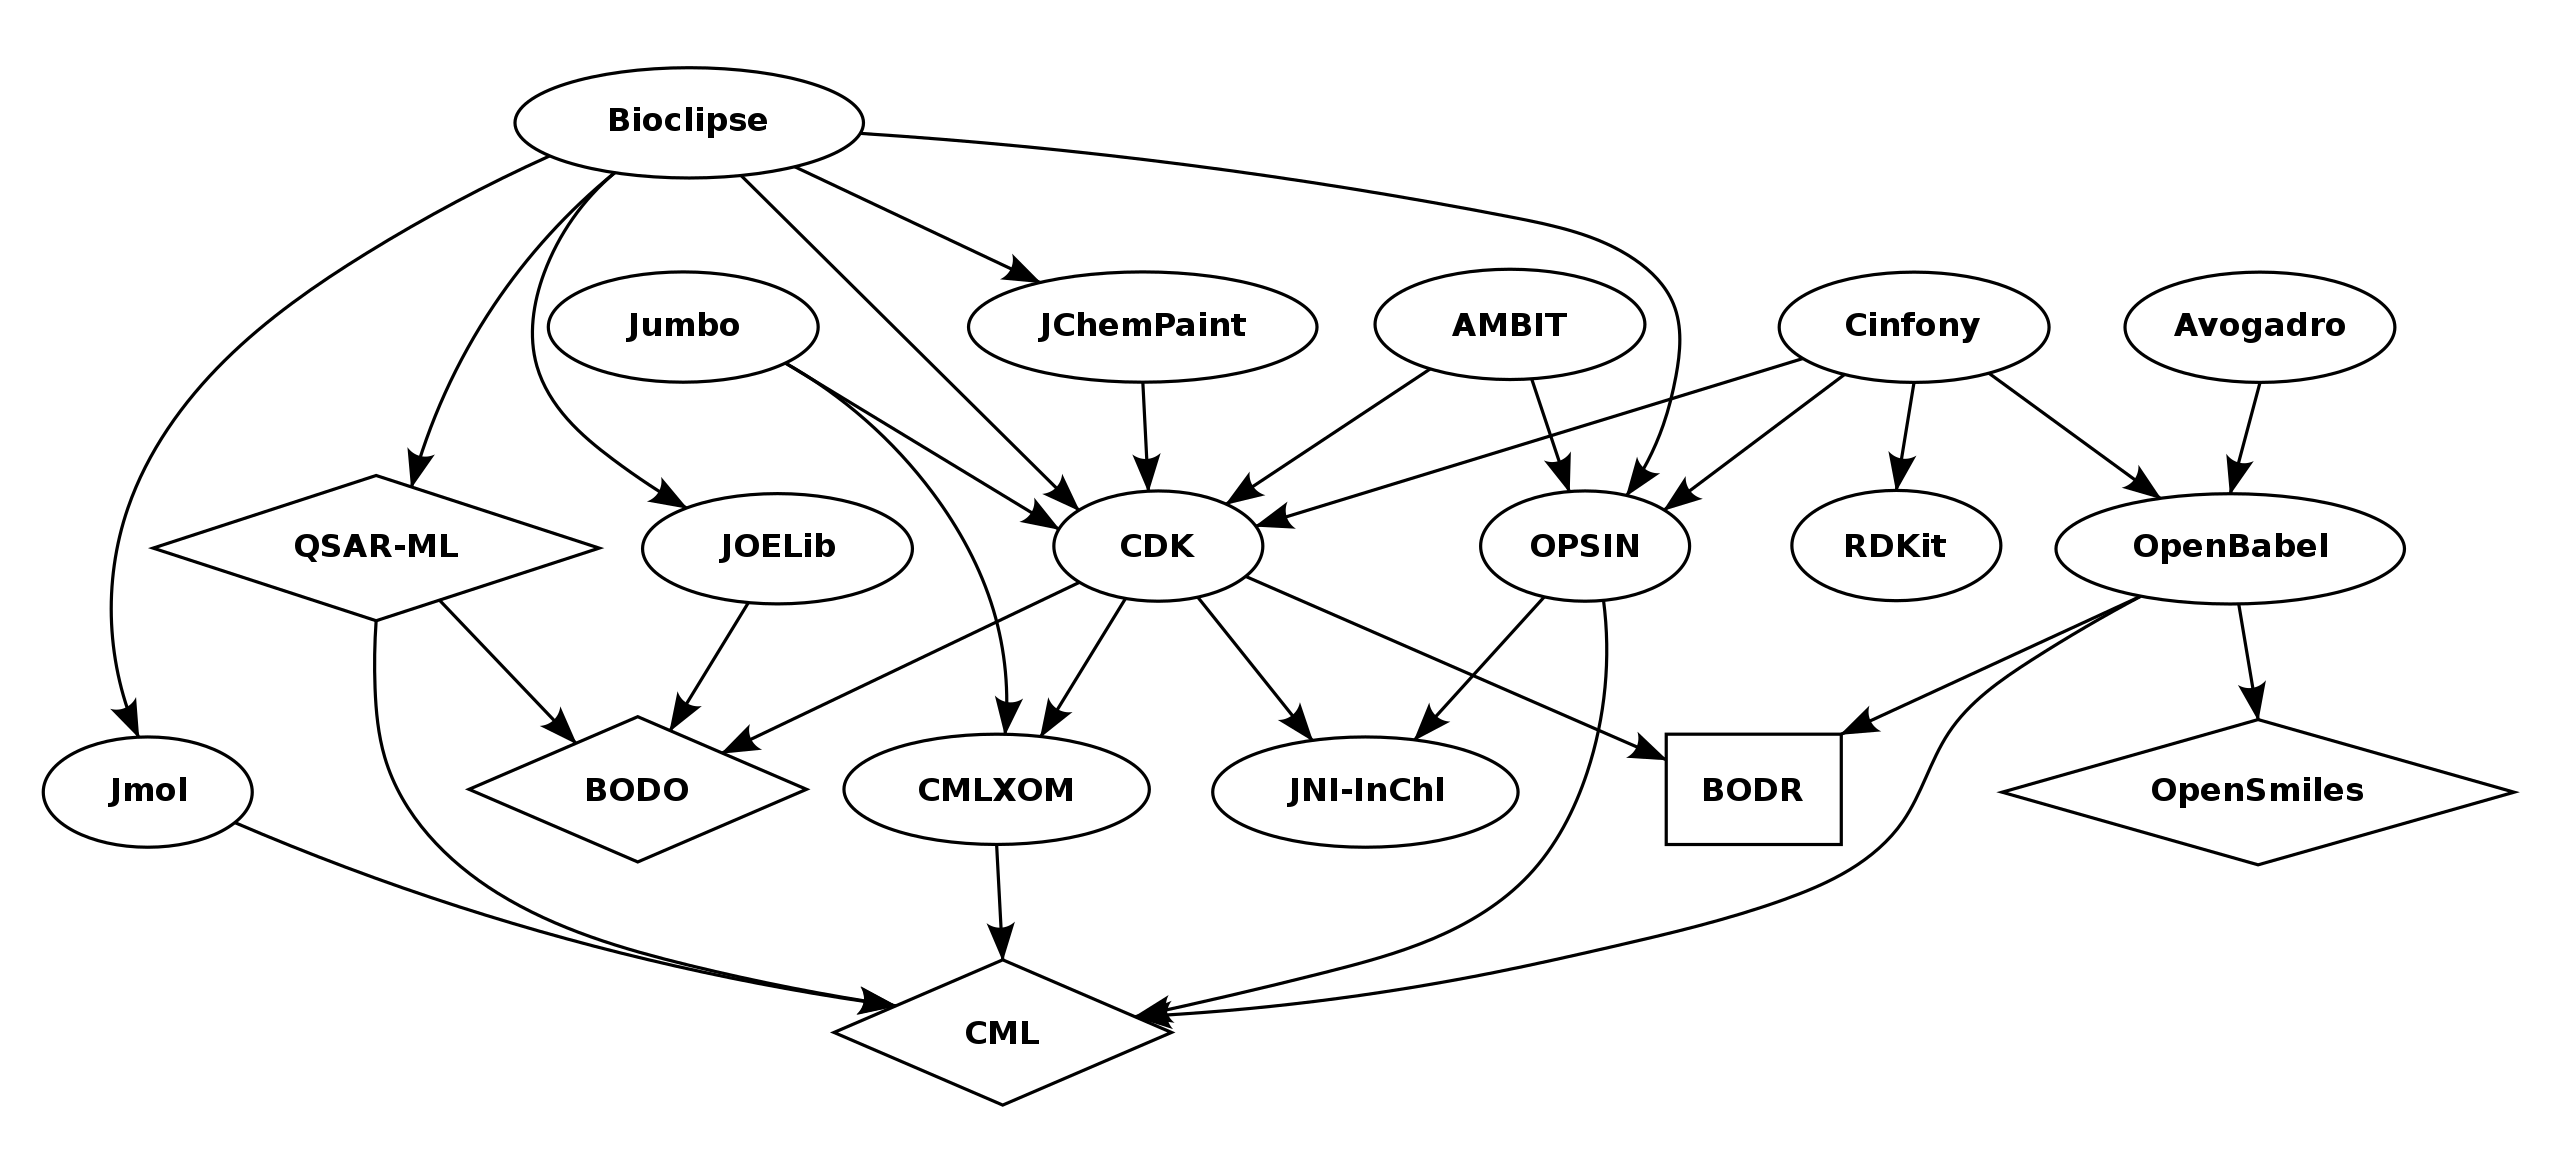 Bioclipse
Jumbo
JChemPaint
AMBIT
Cinfony
Avogadro
QSAR-ML
JOELib
CDK
OPSIN
RDKit
OpenBabel
Jmol
BODO
CMLXOM
JNI-InChI
BODR
OpenSmiles
CML